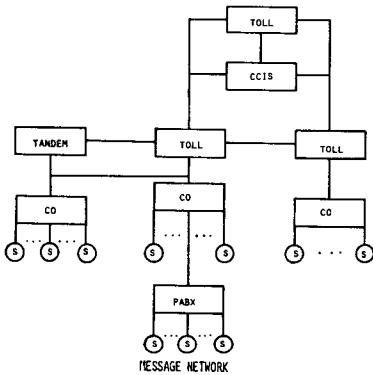 TOLL
CCIS
TANDEM
TOLL
TOLL
CO
CO
CO
.... ....
.... ....
....
S S S S S S S
PABX
.... ....
S S S
MESSAGE NETWORK